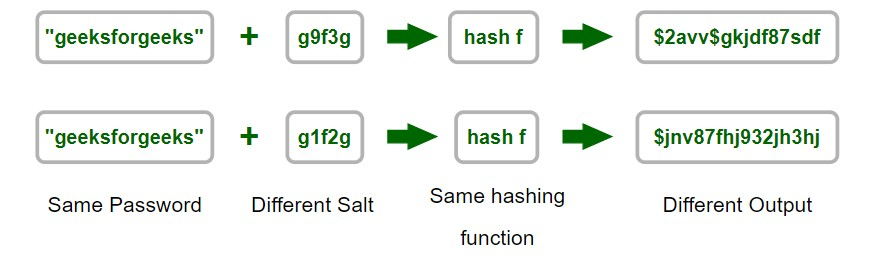 "geeksforgeeks" + g9f3g hash f $2avv$gkjdf87sdf
"geeksforgeeks" + g1f2g hash f $jnv87fhj932jh3hj
Same Password Different Salt Same hashing function Different Output